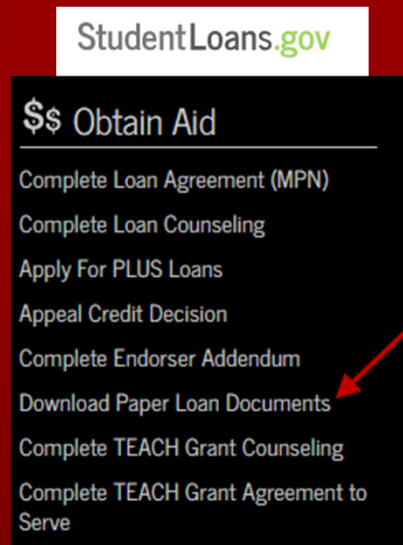 StudentLoans.gov
$$ Obtain Aid
Complete Loan Agreement (MPN)
Complete Loan Counseling
Apply For PLUS Loans
Appeal Credit Decision
Complete Endorser Addendum
Download Paper Loan Documents
Complete TEACH Grant Counseling
Complete TEACH Grant Agreement to
Serve